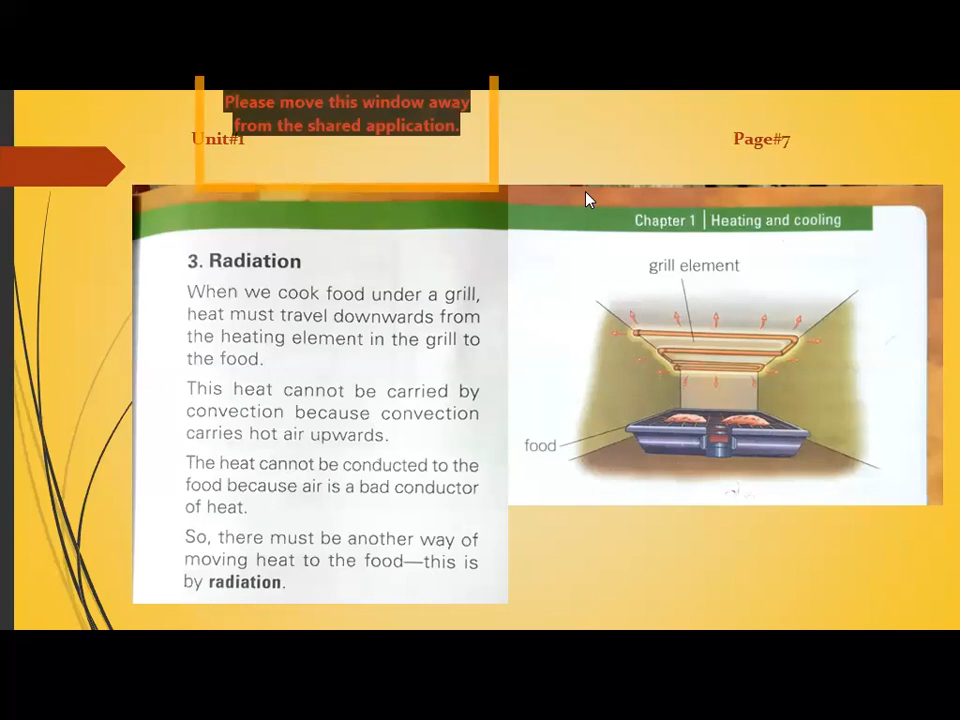 Please move this window away
from the shared application.
Unit#1
Page#7
3. Radiation
When we cook food under a grill,
heat must travel downwards from
the heating element in the grill to
the food.
This heat cannot be carried by
convection because convection
carries hot air upwards.
The heat cannot be conducted to the
food because air is a bad conductor
of heat.
So, there must be another way of
moving heat to the food—this is
by radiation.
Chapter 1 | Heating and cooling
grill element
food